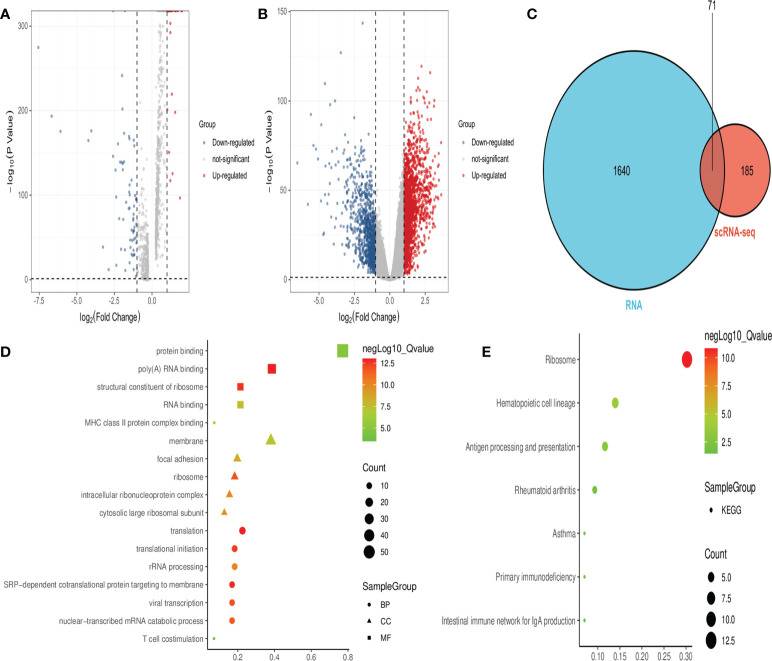 A
300
200
100
0
-7.5
-5.0
-2.5
0.0
log2(Fold Change)
-log10(P Value)
Group
Down-regulated
not-significant
Up-regulated
B
150
100
50
0
-5.0
-2.5
0.0
2.5
log2(Fold Change)
-log10(P Value)
Group
Down-regulated
not-significant
Up-regulated
C
71
1640
185
scRNA-seq
RNA
D
protein binding
poly(A) RNA binding
structural constituent of ribosome
RNA binding
MHC class II protein complex binding
membrane
focal adhesion
ribosome
intracellular ribonucleoprotein complex
cytosolic large ribosomal subunit
translation
translational initiation
rRNA processing
SRP-dependent cotranslational protein targeting to membrane
viral transcription
nuclear-transcribed mRNA catabolic process
T cell costimulation
0.2
0.4
0.6
0.8
negLog10_Qvalue
12.5
10.0
7.5
5.0
Count
10
20
30
40
50
SampleGroup
BP
CC
MF
E
Ribosome
Hematopoietic cell lineage
Antigen processing and presentation
Rheumatoid arthritis
Asthma
Primary immunodeficiency
Intestinal immune network for IgA production
0.10
0.15
0.20
0.25
0.30
negLog10_Qvalue
10.0
7.5
5.0
2.5
SampleGroup
KEGG
Count
5.0
7.5
10.0
12.5